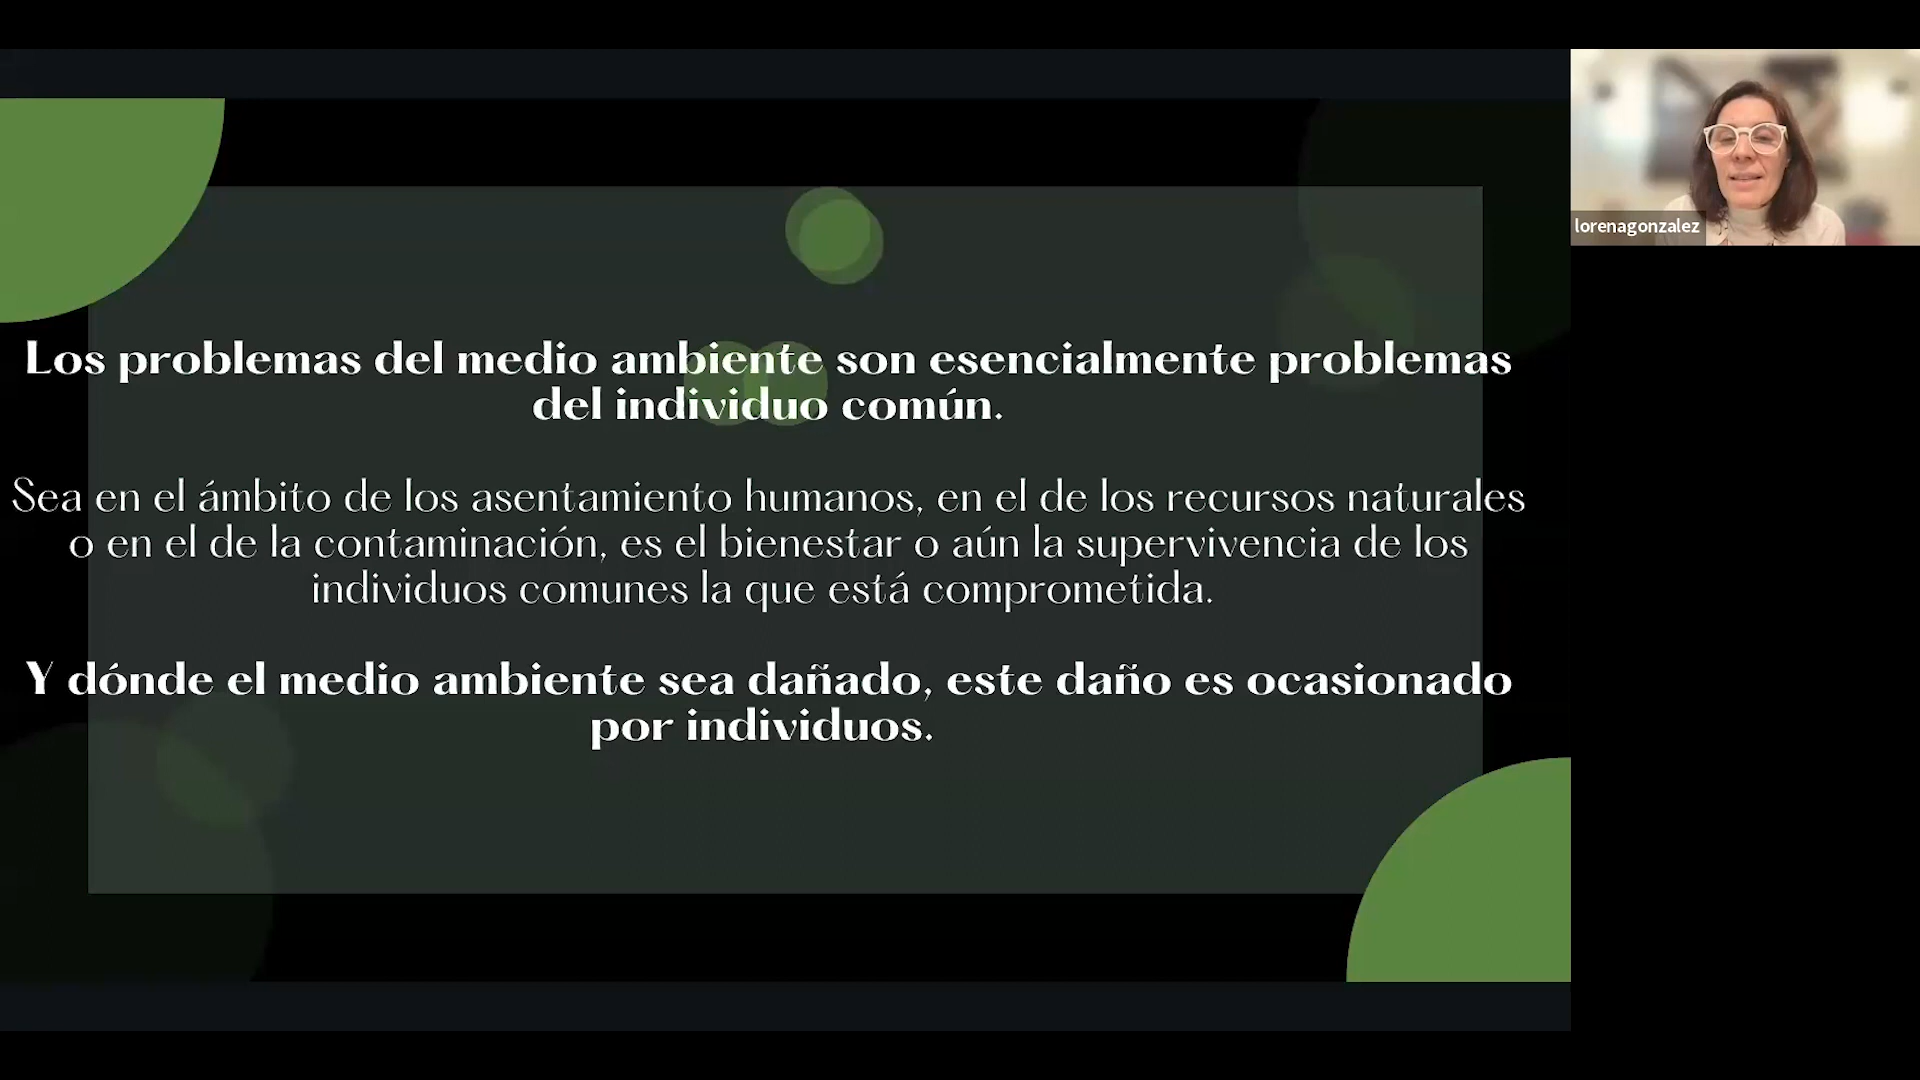 Los problemas del medio ambiente son esencialmente problemas
del individuo común.
Sea en el ámbito de los asentamiento humanos, en el de los recursos naturales
o en el de la contaminación, es el bienestar o aún la supervivencia de los
individuos comunes la que está comprometida.
Y dónde el medio ambiente sea dañado, este daño es ocasionado
por individuos.
lorenagonzalez